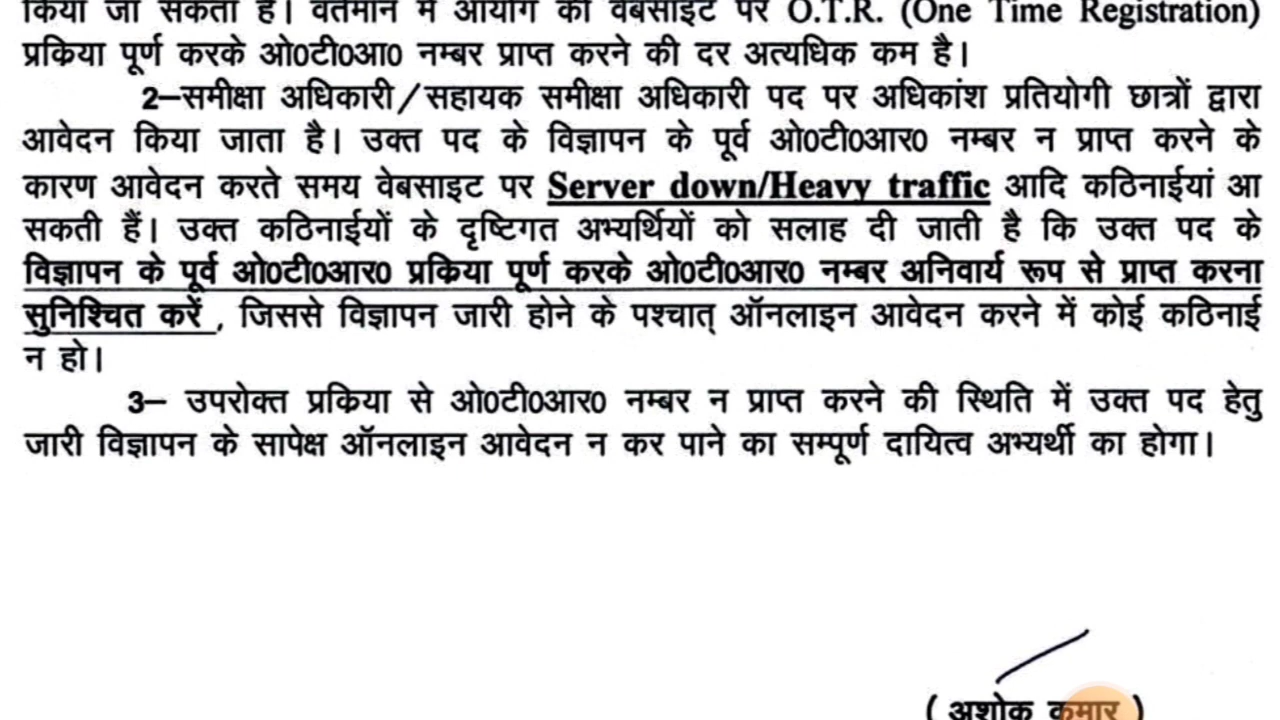 किया जा सकता है। वर्तमान में आयोग की वेबसाइट पर O.T.R. (One Time Registration)
प्रक्रिया पूर्ण करके ओ0टी0आ0 नम्बर प्राप्त करने की दर अत्यधिक कम है।
2–समीक्षा अधिकारी/सहायक समीक्षा अधिकारी पद पर अधिकांश प्रतियोगी छात्रों द्वारा
आवेदन किया जाता है। उक्त पद के विज्ञापन के पूर्व ओ0टी0आर0 नम्बर न प्राप्त करने के
कारण आवेदन करते समय वेबसाइट पर Server down/Heavy traffic आदि कठिनाईयां आ
सकती हैं। उक्त कठिनाईयों के दृष्टिगत अभ्यर्थियों को सलाह दी जाती है कि उक्त पद के
विज्ञापन के पूर्व ओ0टी0आर0 प्रक्रिया पूर्ण करके ओ0टी0आर0 नम्बर अनिवार्य रूप से प्राप्त करना
सुनिश्चित करें , जिससे विज्ञापन जारी होने के पश्चात् ऑनलाइन आवेदन करने में कोई कठिनाई
न हो।
3– उपरोक्त प्रक्रिया से ओ0टी0आर0 नम्बर न प्राप्त करने की स्थिति में उक्त पद हेतु
जारी विज्ञापन के सापेक्ष ऑनलाइन आवेदन न कर पाने का सम्पूर्ण दायित्व अभ्यर्थी का होगा।
( अशोक कुमार )